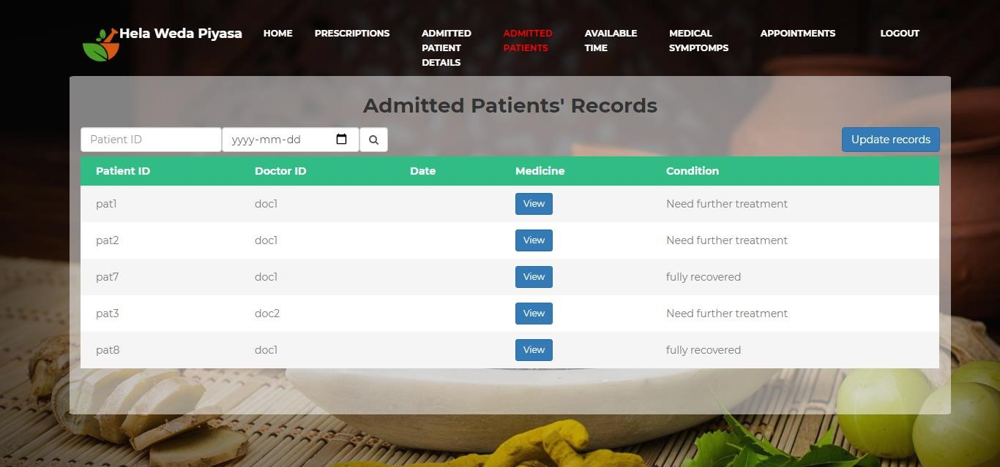 Hela Weda Piyasa
HOME
PRESCRIPTIONS
ADMITTED
PATIENT
DETAILS
ADMITTED
PATIENTS
AVAILABLE
TIME
MEDICAL
SYMPTOMPS
APPOINTMENTS
LOGOUT
Admitted Patients' Records
Patient ID yyyy-mm-dd Update records
Patient ID Doctor ID Date Medicine Condition
pat1 doc1 View Need further treatment
pat2 doc1 View Need further treatment
pat7 doc1 View fully recovered
pat3 doc2 View Need further treatment
pat8 doc1 View fully recovered